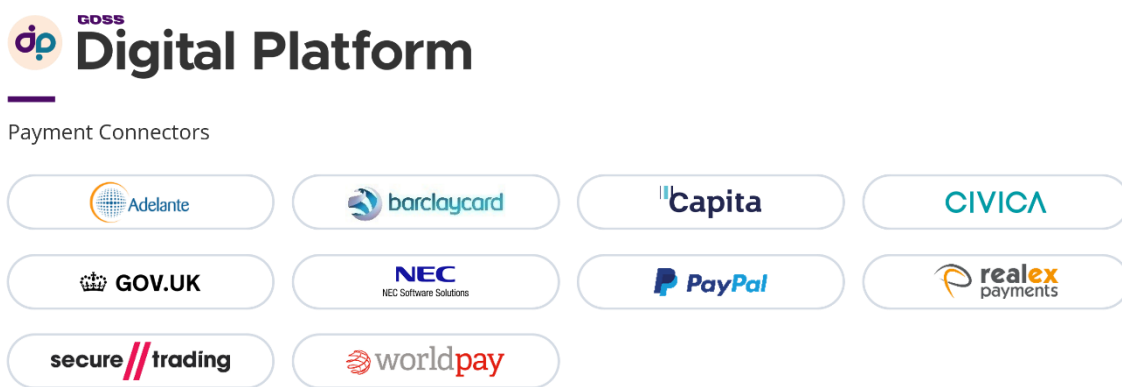 GOSS
dp
Digital Platform
Payment Connectors
Adelante
barclaycard
Capita
CIVICA
GOV.UK
NEC
NEC Software Solutions
PayPal
realex
payments
secure//trading
worldpay